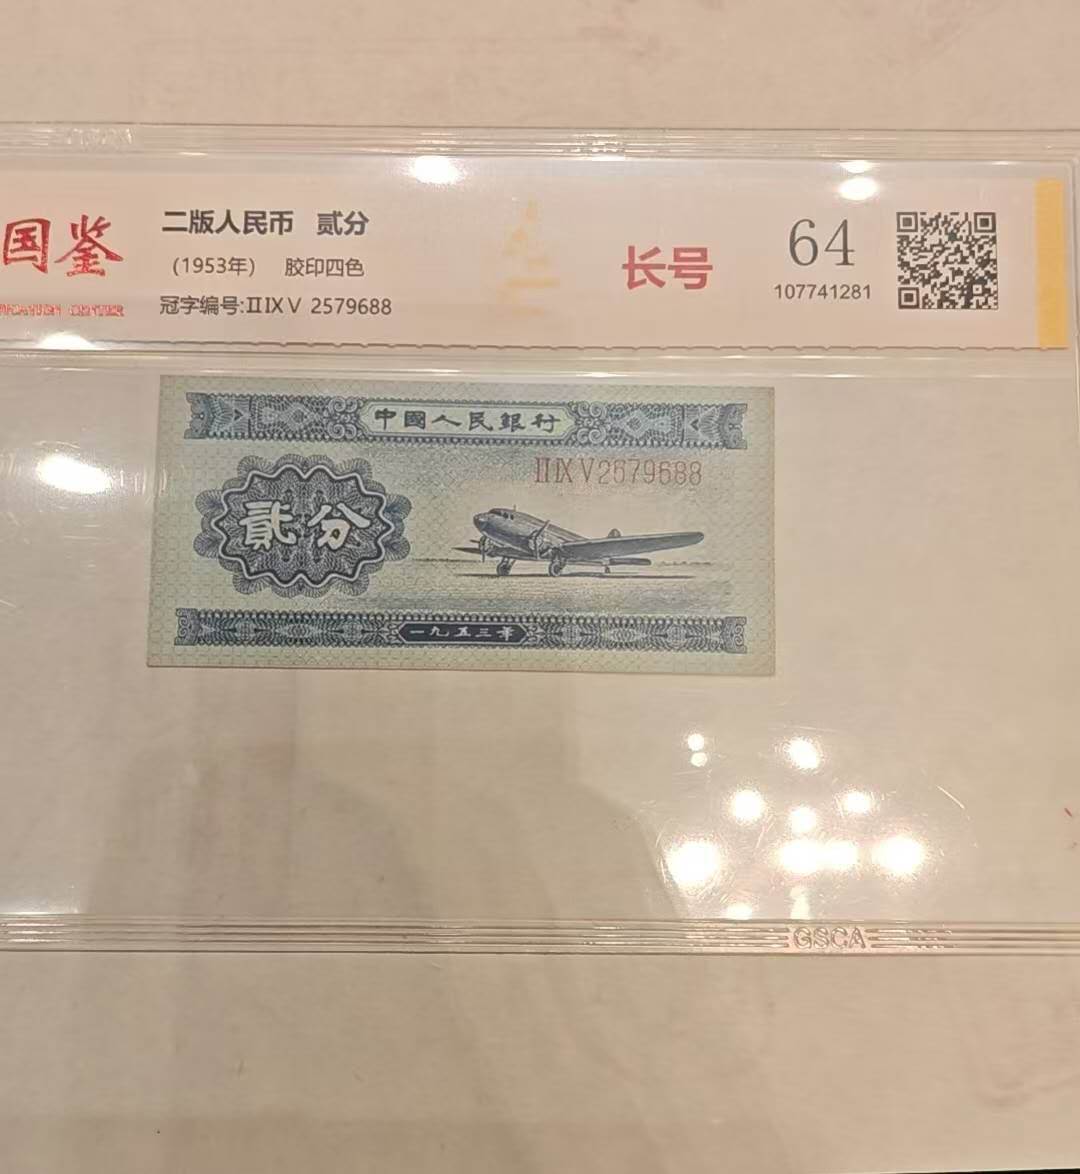 国鉴
二版人民币 贰分
(1953年) 胶印四色
冠字编号:ⅡⅨⅤ 2579688
长号
64
107741281
中國人民銀行
ⅡⅨⅤ2579688
貳分
一九五三年
GSCA